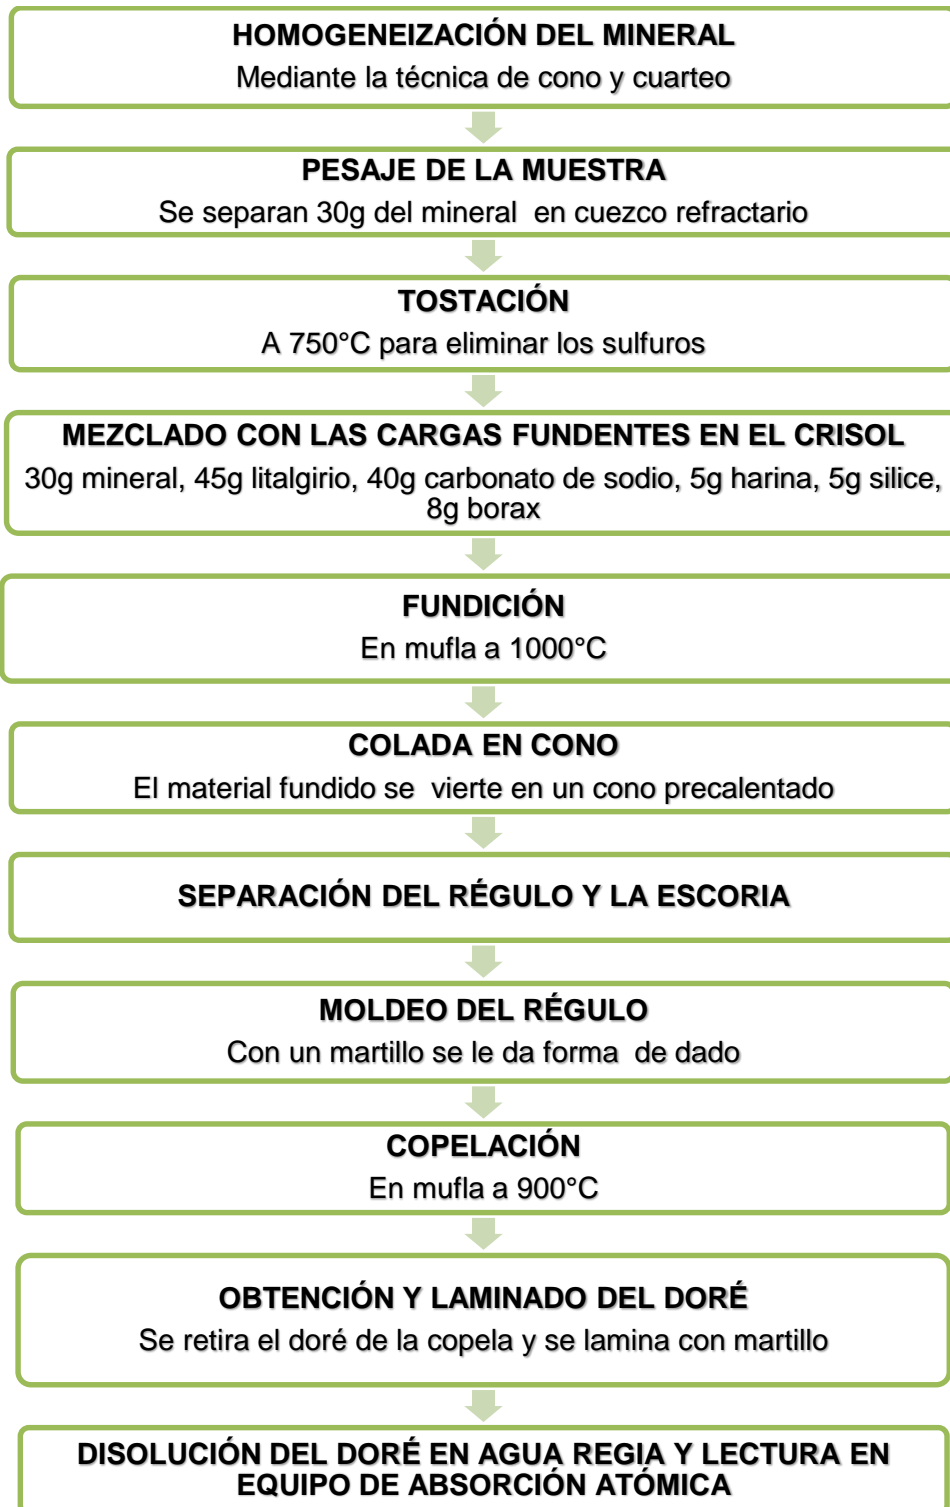 HOMOGENEIZACIÓN DEL MINERAL
Mediante la técnica de cono y cuarteo
PESAJE DE LA MUESTRA
Se separan 30g del mineral en cuezco refractario
TOSTACIÓN
A 750°C para eliminar los sulfuros
MEZCLADO CON LAS CARGAS FUNDENTES EN EL CRISOL
30g mineral, 45g litalgirio, 40g carbonato de sodio, 5g harina, 5g silice,
8g borax
FUNDICIÓN
En mufla a 1000°C
COLADA EN CONO
El material fundido se vierte en un cono precalentado
SEPARACIÓN DEL RÉGULO Y LA ESCORIA
MOLDEO DEL RÉGULO
Con un martillo se le da forma de dado
COPELACIÓN
En mufla a 900°C
OBTENCIÓN Y LAMINADO DEL DORÉ
Se retira el doré de la copela y se lamina con martillo
DISOLUCIÓN DEL DORÉ EN AGUA REGIA Y LECTURA EN
EQUIPO DE ABSORCIÓN ATÓMICA